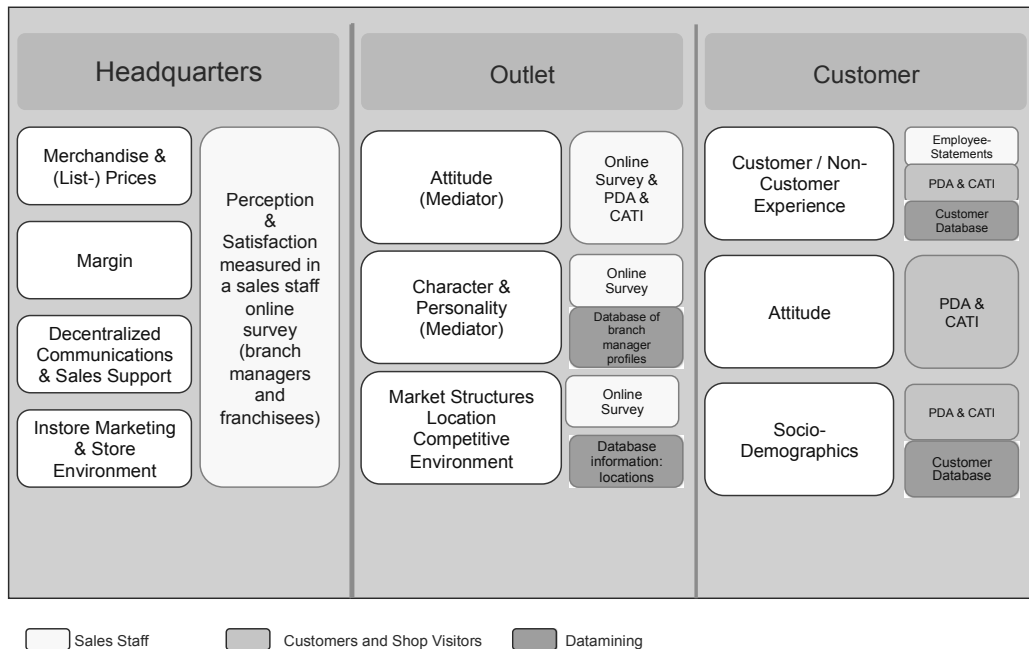 Headquarters
Merchandise &
(List-) Prices
Margin
Decentralized
Communications
& Sales Support
Instore Marketing
& Store
Environment
Perception
&
Satisfaction
measured in
a sales staff
online
survey
(branch
managers
and
franchisees)
Outlet
Attitude
(Mediator)
Online
Survey &
PDA &
CATI
Character &
Personality
(Mediator)
Online
Survey
Database of
branch
manager
profiles
Market Structures
Location
Competitive
Environment
Online
Survey
Database
information:
locations
Customer
Customer / Non-
Customer
Experience
Employee-
Statements
PDA & CATI
Customer
Database
Attitude
PDA &
CATI
Socio-
Demographics
PDA & CATI
Customer
Database
Sales Staff
Customers and Shop Visitors
Datamining